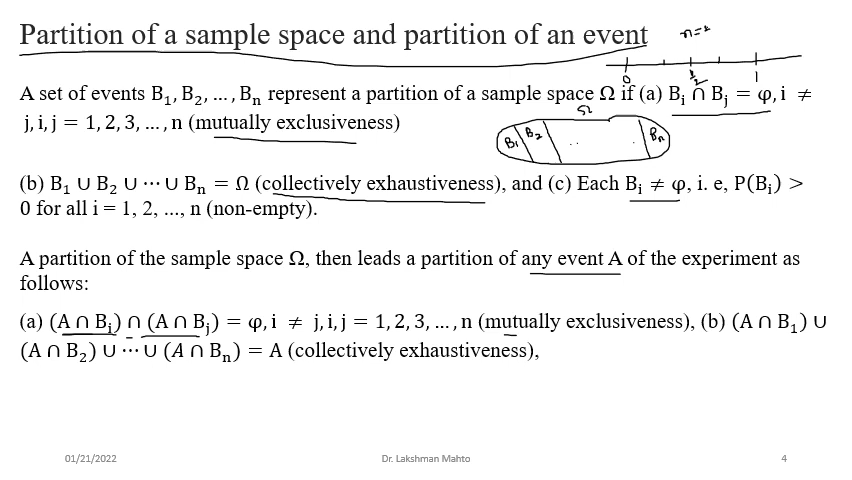 Partition of a sample space and partition of an event
n=2
0 1/2 1
A set of events B₁, B₂, …, Bₙ represent a partition of a sample space Ω if (a) Bᵢ ∩ Bⱼ = φ, i ≠
j, i, j = 1, 2, 3, …, n (mutually exclusiveness)
Ω
B₁ B₂ .. Bₙ
(b) B₁ ∪ B₂ ∪ ⋯ ∪ Bₙ = Ω (collectively exhaustiveness), and (c) Each Bᵢ ≠ φ, i. e, P(Bᵢ) >
0 for all i = 1, 2, ..., n (non-empty).
A partition of the sample space Ω, then leads a partition of any event A of the experiment as
follows:
(a) (A ∩ Bᵢ) ∩ (A ∩ Bⱼ) = φ, i ≠ j, i, j = 1, 2, 3, …, n (mutually exclusiveness), (b) (A ∩ B₁) ∪
(A ∩ B₂) ∪ ⋯ ∪ (A ∩ Bₙ) = A (collectively exhaustiveness),
01/21/2022 Dr. Lakshman Mahto 4